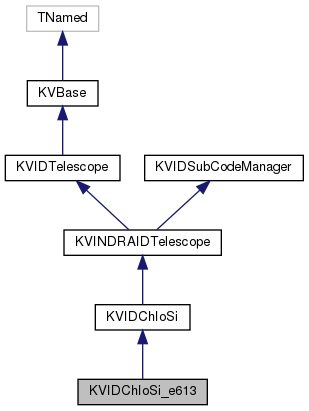 TNamed
KVBase
KVIDTelescope
KVIDSubCodeManager
KVINDRAIDTelescope
KVIDChIoSi
KVIDChIoSi_e613